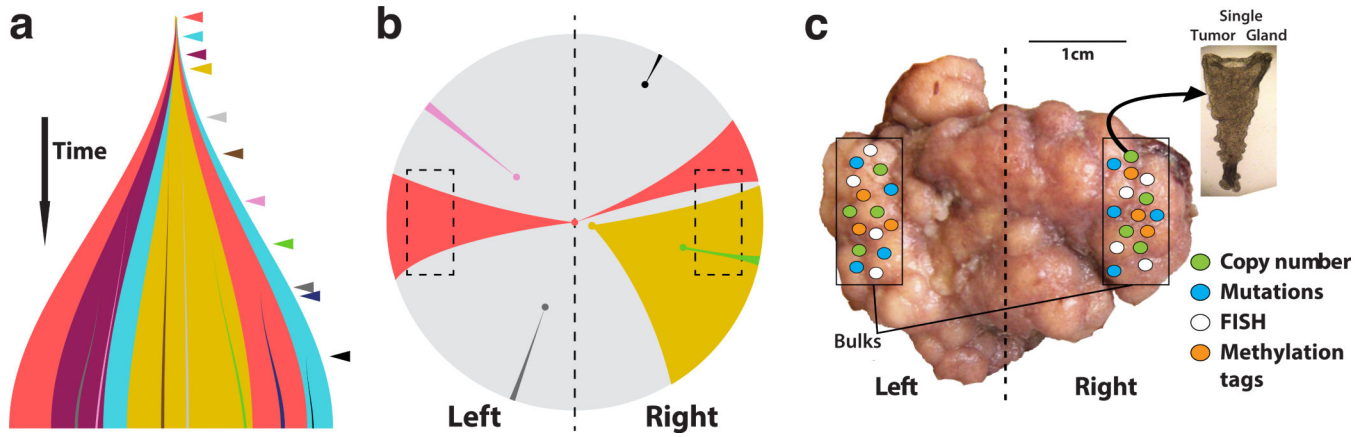 a
Time
b
Left
Right
c
1cm
Single
Tumor Gland
Bulks
Left
Right
Copy number
Mutations
FISH
Methylation
tags